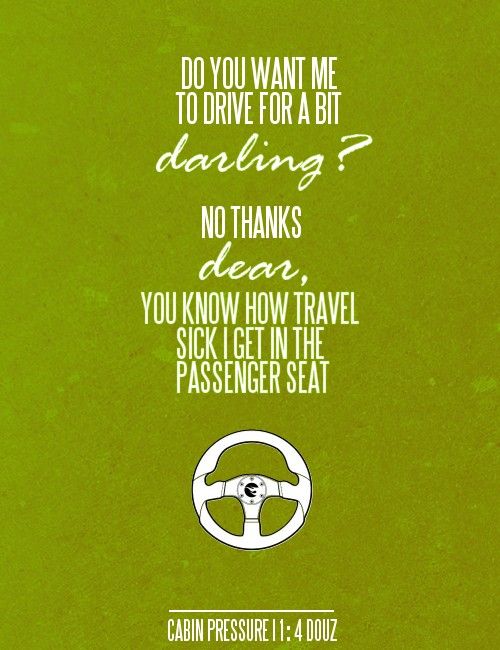 DO YOU WANT ME
TO DRIVE FOR A BIT
darling?
NO THANKS
dear,
YOU KNOW HOW TRAVEL
SICK I GET IN THE
PASSENGER SEAT
CABIN PRESSURE | 1: 4 DOUZ